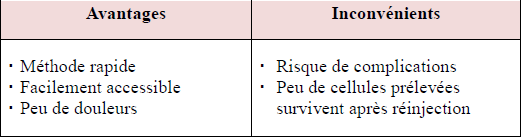 Avantages
Inconvénients
· Méthode rapide
· Facilement accessible
· Peu de douleurs
· Risque de complications
· Peu de cellules prélevées
survivent après réinjection